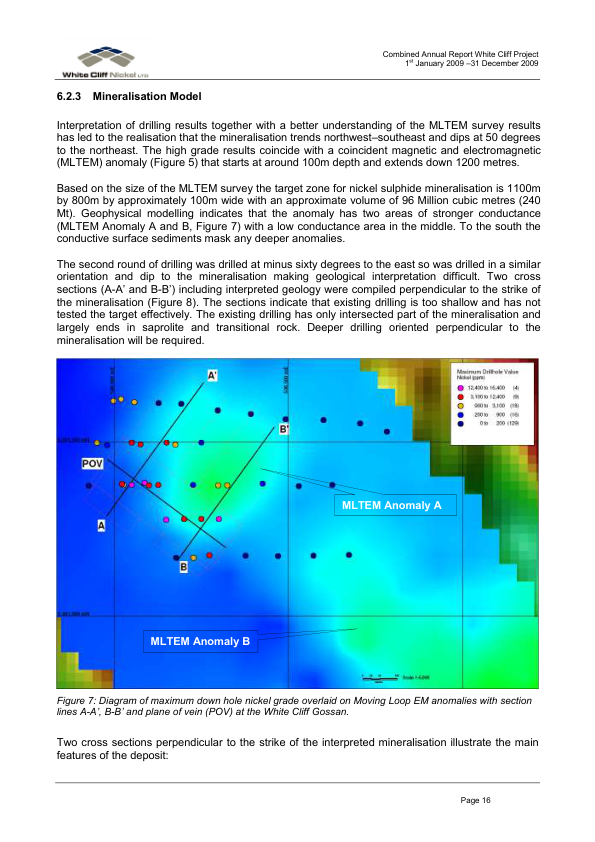 White Cliff Nickel LTD
Combined Annual Report White Cliff Project
1st January 2009 –31 December 2009
6.2.3 Mineralisation Model
Interpretation of drilling results together with a better understanding of the MLTEM survey results
has led to the realisation that the mineralisation trends northwest–southeast and dips at 50 degrees
to the northeast. The high grade results coincide with a coincident magnetic and electromagnetic
(MLTEM) anomaly (Figure 5) that starts at around 100m depth and extends down 1200 metres.
Based on the size of the MLTEM survey the target zone for nickel sulphide mineralisation is 1100m
by 800m by approximately 100m wide with an approximate volume of 96 Million cubic metres (240
Mt). Geophysical modelling indicates that the anomaly has two areas of stronger conductance
(MLTEM Anomaly A and B, Figure 7) with a low conductance area in the middle. To the south the
conductive surface sediments mask any deeper anomalies.
The second round of drilling was drilled at minus sixty degrees to the east so was drilled in a similar
orientation and dip to the mineralisation making geological interpretation difficult. Two cross
sections (A-A’ and B-B’) including interpreted geology were compiled perpendicular to the strike of
the mineralisation (Figure 8). The sections indicate that existing drilling is too shallow and has not
tested the target effectively. The existing drilling has only intersected part of the mineralisation and
largely ends in saprolite and transitional rock. Deeper drilling oriented perpendicular to the
mineralisation will be required.
Maximum Drillhole Value
Nickel (ppm)
12,400 to 16,400 (4)
3,100 to 12,400 (9)
900 to 3,100
200 to 900
0 to 200 (129)
A'
B'
POV
MLTEM Anomaly A
A
B
MLTEM Anomaly B
Figure 7: Diagram of maximum down hole nickel grade overlaid on Moving Loop EM anomalies with section
lines A-A’, B-B’ and plane of vein (POV) at the White Cliff Gossan.
Two cross sections perpendicular to the strike of the interpreted mineralisation illustrate the main
features of the deposit:
Page 16